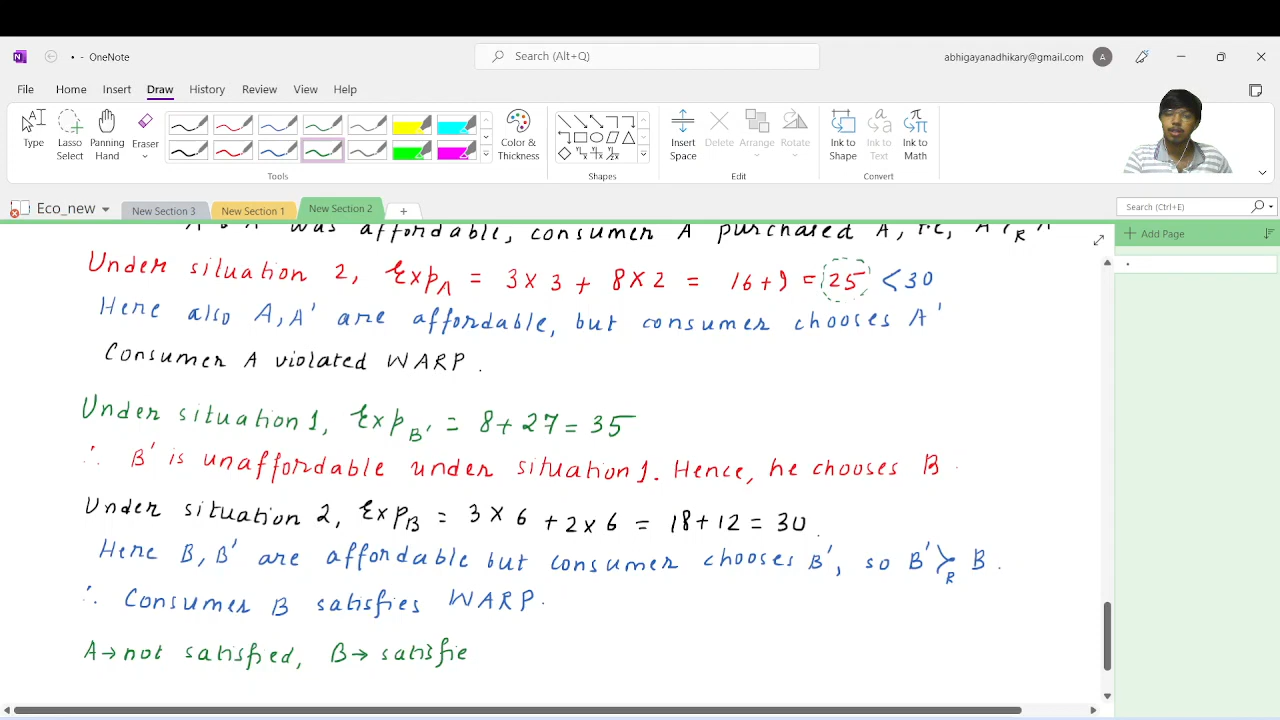 • - OneNote
Search (Alt+Q)
abhigayanadhikary@gmail.com
A
File Home Insert Draw History Review View Help
Type
Lasso Select
Panning Hand
Eraser
Color & Thickness
Insert Space
Delete
Arrange
Rotate
Ink to Shape
Ink to Text
Ink to Math
Tools
Shapes
Edit
Convert
Eco_new
New Section 3
New Section 1
New Section 2
+
Search (Ctrl+E)
Add Page
was affordable, consumer A purchased A, i.e,
Under situation 2, Exp_A = 3 × 3 + 8 × 2 = 16 + 9 = 25 < 30
Here also A, A' are affordable, but consumer chooses A'
Consumer A violated WARP.
Under situation 1, Exp_B' = 8 + 27 = 35
∴ B' is unaffordable under situation 1. Hence, he chooses B
Under situation 2, Exp_B = 3 × 6 + 2 × 6 = 18 + 12 = 30.
Here B, B' are affordable but consumer chooses B', so B' ≻_R B.
∴ Consumer B satisfies WARP.
A → not satisfied, B → satisfie